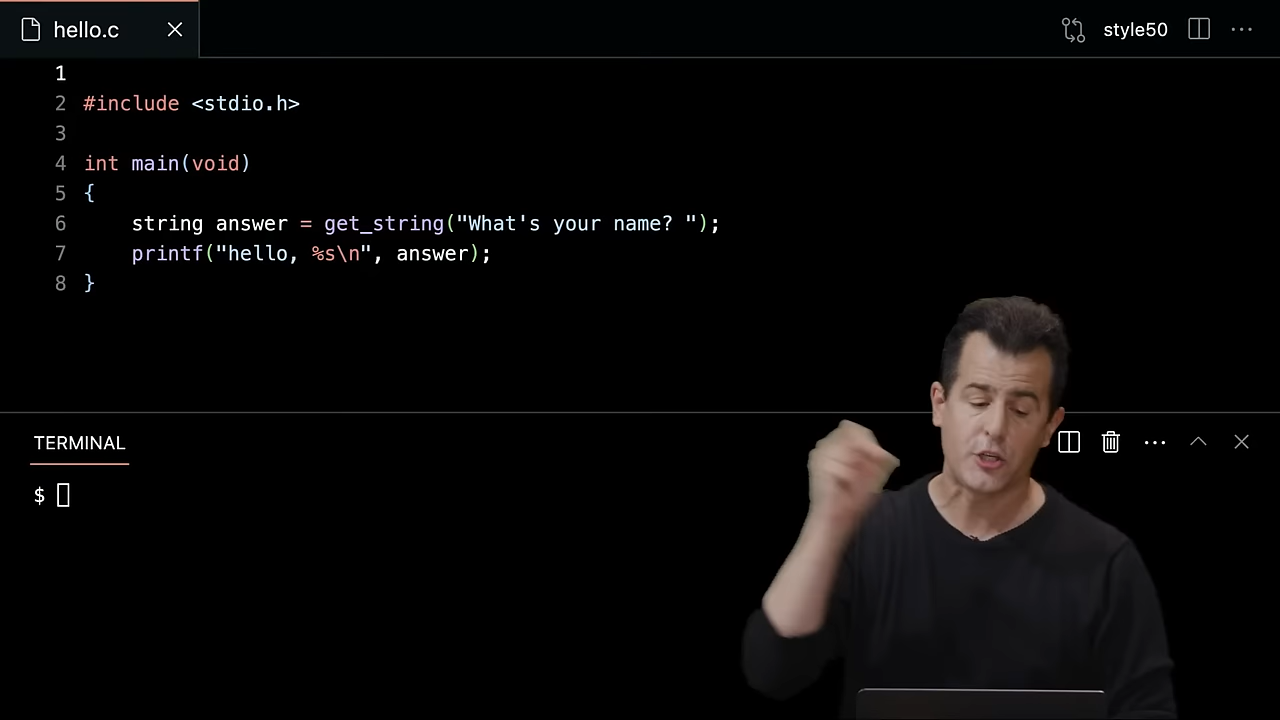 hello.c
style50
1
2 #include <stdio.h>
3
4 int main(void)
5 {
6     string answer = get_string("What's your name? ");
7     printf("hello, %s\n", answer);
8 }
TERMINAL
$